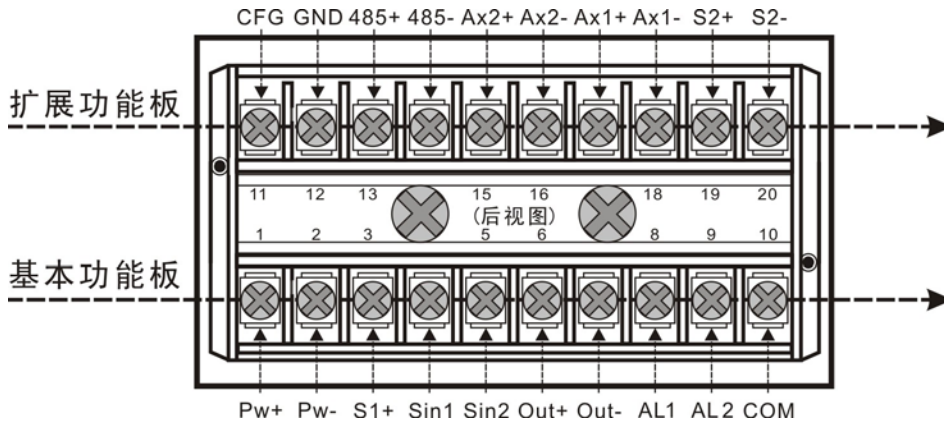 CFG GND 485+ 485- Ax2+ Ax2- Ax1+ Ax1- S2+ S2-
扩展功能板
11 12 13 15 16 18 19 20
(后视图)
1 2 3 5 6 8 9 10
基本功能板
Pw+ Pw- S1+ Sin1 Sin2 Out+ Out- AL1 AL2 COM